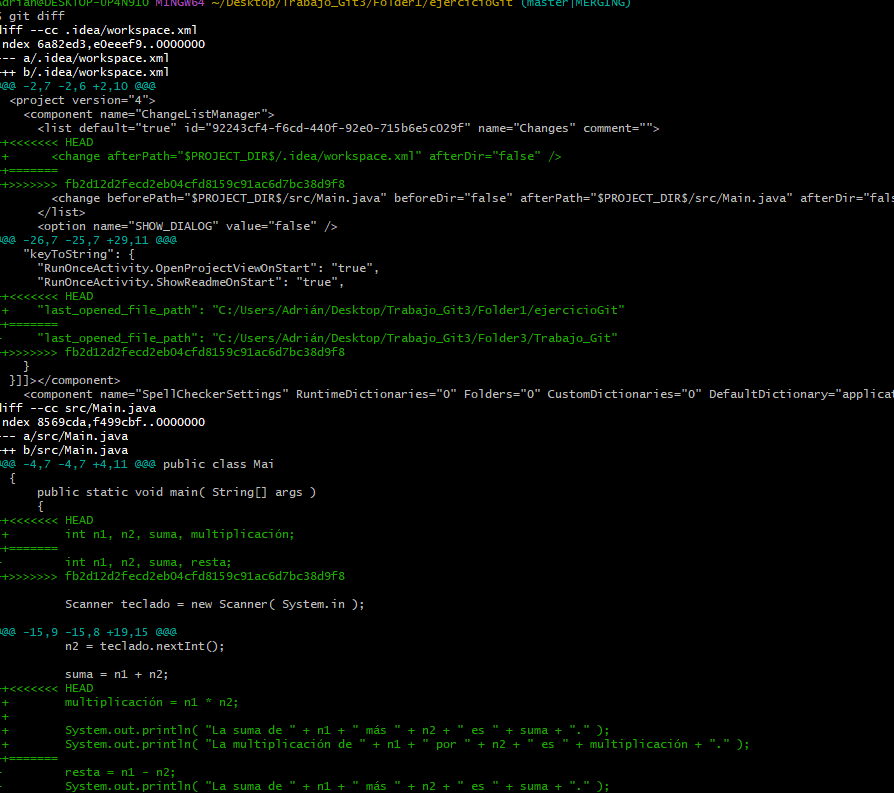 Adrián@DESKTOP-UP4N9IO MINGW64 ~/Desktop/Trabajo_Git3/Folder1/ejercicioGit (master|MERGING)
$ git diff
diff --cc .idea/workspace.xml
index 6a82ed3,e0eeef9..0000000
--- a/.idea/workspace.xml
+++ b/.idea/workspace.xml
@@@ -2,7 -2,6 +2,10 @@@
<project version="4">
<component name="ChangeListManager">
<list default="true" id="92243cf4-f6cd-440f-92e0-715b6e5c029f" name="Changes" comment="">
++<<<<<<< HEAD
+ <change afterPath="$PROJECT_DIR$/.idea/workspace.xml" afterDir="false" />
++=======
++>>>>>>> fb2d12d2fecd2eb04cfd8159c91ac6d7bc38d9f8
<change beforePath="$PROJECT_DIR$/src/Main.java" beforeDir="false" afterPath="$PROJECT_DIR$/src/Main.java" afterDir="fals
</list>
<option name="SHOW_DIALOG" value="false" />
@@@ -26,7 -25,7 +29,11 @@@
"keyToString": {
"RunOnceActivity.OpenProjectViewOnStart": "true",
"RunOnceActivity.ShowReadmeOnStart": "true",
++<<<<<<< HEAD
+ "last_opened_file_path": "C:/Users/Adrián/Desktop/Trabajo_Git3/Folder1/ejercicioGit"
++=======
+ "last_opened_file_path": "C:/Users/Adrián/Desktop/Trabajo_Git3/Folder3/Trabajo_Git"
++>>>>>>> fb2d12d2fecd2eb04cfd8159c91ac6d7bc38d9f8
}
}]]></component>
<component name="SpellCheckerSettings" RuntimeDictionaries="0" Folders="0" CustomDictionaries="0" DefaultDictionary="applicat
diff --cc src/Main.java
index 8569cda,f499cbf..0000000
--- a/src/Main.java
+++ b/src/Main.java
@@@ -4,7 -4,7 +4,11 @@@ public class Mai
{
public static void main( String[] args )
{
++<<<<<<< HEAD
+ int n1, n2, suma, multiplicación;
++=======
+ int n1, n2, suma, resta;
++>>>>>>> fb2d12d2fecd2eb04cfd8159c91ac6d7bc38d9f8
Scanner teclado = new Scanner( System.in );
@@@ -15,9 -15,8 +19,15 @@@
n2 = teclado.nextInt();
suma = n1 + n2;
++<<<<<<< HEAD
+ multiplicación = n1 * n2;
+
+ System.out.println( "La suma de " + n1 + " más " + n2 + " es " + suma + "." );
+ System.out.println( "La multiplicación de " + n1 + " por " + n2 + " es " + multiplicación + "." );
++=======
+ resta = n1 - n2;
+ System.out.println( "La suma de " + n1 + " más " + n2 + " es " + suma + "." );